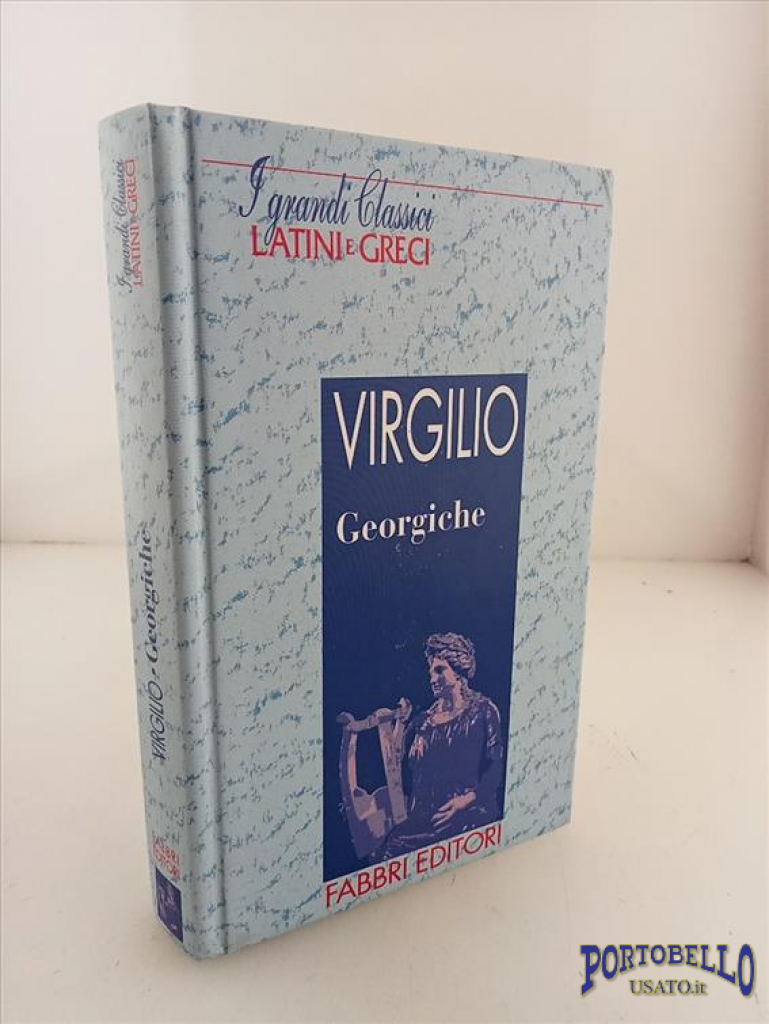 I grandi Classici
LATINI E GRECI
VIRGILIO
Georgiche
FABBRI EDITORI
I grandi Classici
LATINI E GRECI
VIRGILIO - Georgiche
FABBRI
EDITORI
PORTOBELLO
USATO.it